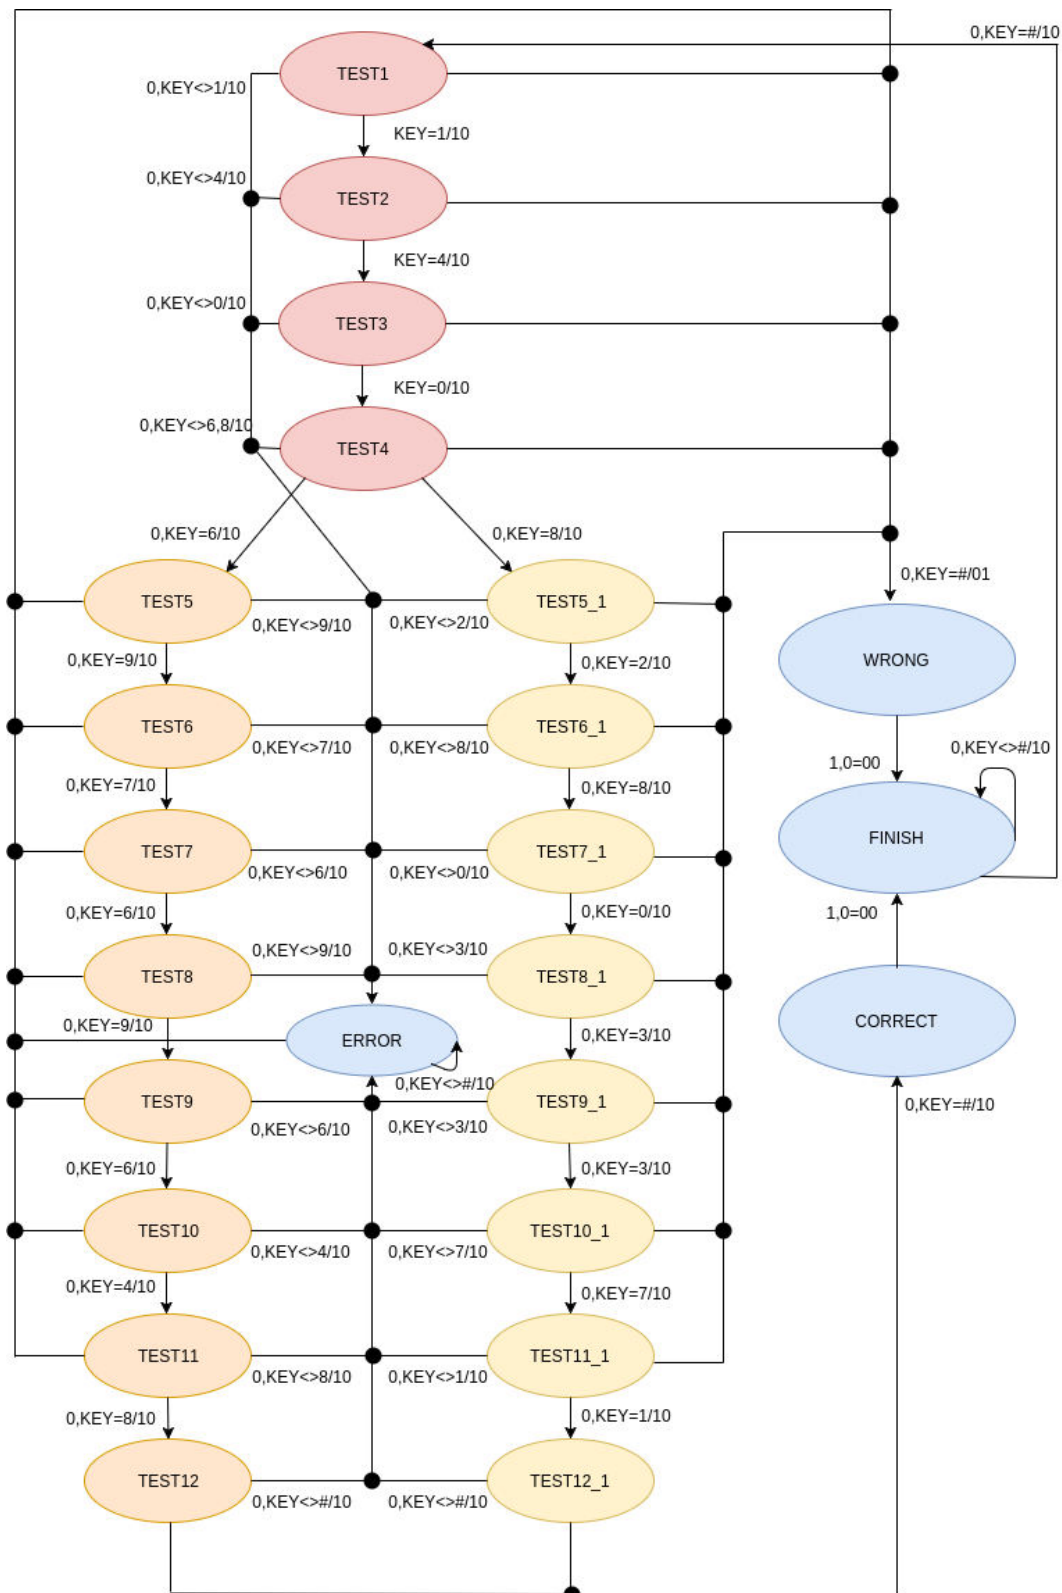 0,KEY=#/10
TEST1
0,KEY<>1/10
KEY=1/10
0,KEY<>4/10
TEST2
KEY=4/10
0,KEY<>0/10
TEST3
KEY=0/10
0,KEY<>6,8/10
TEST4
0,KEY=6/10
0,KEY=8/10
0,KEY=#/01
TEST5
0,KEY<>9/10
0,KEY<>2/10
TEST5_1
WRONG
0,KEY=9/10
0,KEY=2/10
TEST6
0,KEY<>7/10
0,KEY<>8/10
TEST6_1
1,0=00
0,KEY<>#/10
0,KEY=7/10
0,KEY=8/10
FINISH
TEST7
0,KEY<>6/10
0,KEY<>0/10
TEST7_1
0,KEY=6/10
0,KEY=0/10
1,0=00
TEST8
0,KEY<>9/10
0,KEY<>3/10
TEST8_1
0,KEY=9/10
ERROR
0,KEY=3/10
CORRECT
0,KEY<>#/10
TEST9
0,KEY<>6/10
0,KEY<>3/10
TEST9_1
0,KEY=#/10
0,KEY=6/10
0,KEY=3/10
TEST10
0,KEY<>4/10
0,KEY<>7/10
TEST10_1
0,KEY=4/10
0,KEY=7/10
TEST11
0,KEY<>8/10
0,KEY<>1/10
TEST11_1
0,KEY=8/10
0,KEY=1/10
TEST12
0,KEY<>#/10
0,KEY<>#/10
TEST12_1